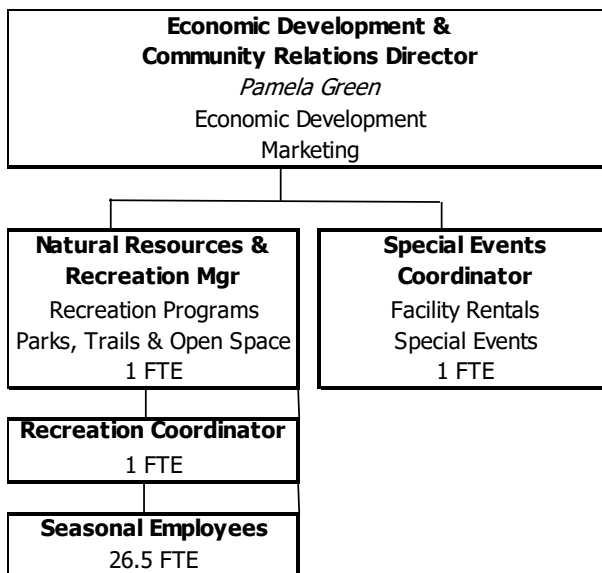 Economic Development &
Community Relations Director
Pamela Green
Economic Development
Marketing
Natural Resources &
Recreation Mgr
Recreation Programs
Parks, Trails & Open Space
1 FTE
Special Events
Coordinator
Facility Rentals
Special Events
1 FTE
Recreation Coordinator
1 FTE
Seasonal Employees
26.5 FTE